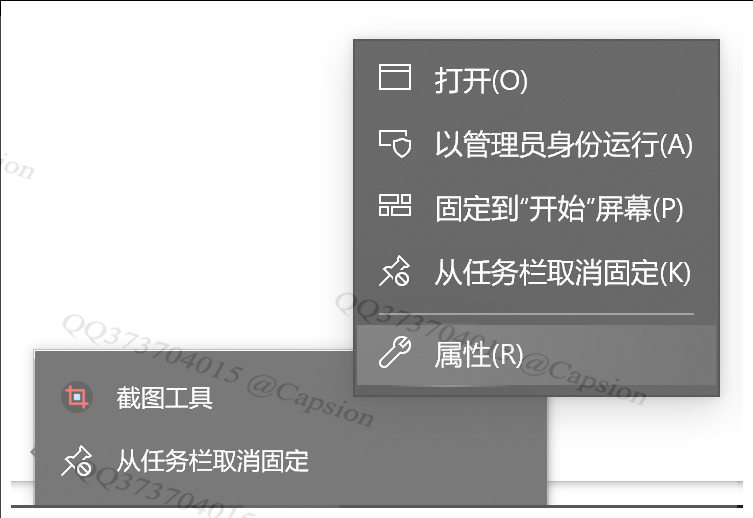 打开(O)
以管理员身份运行(A)
固定到“开始”屏幕(P)
从任务栏取消固定(K)
属性(R)
截图工具
从任务栏取消固定
sion
QQ373704015 @Capsion
QQ373704015 @Capsion
QQ373704015 @Ca